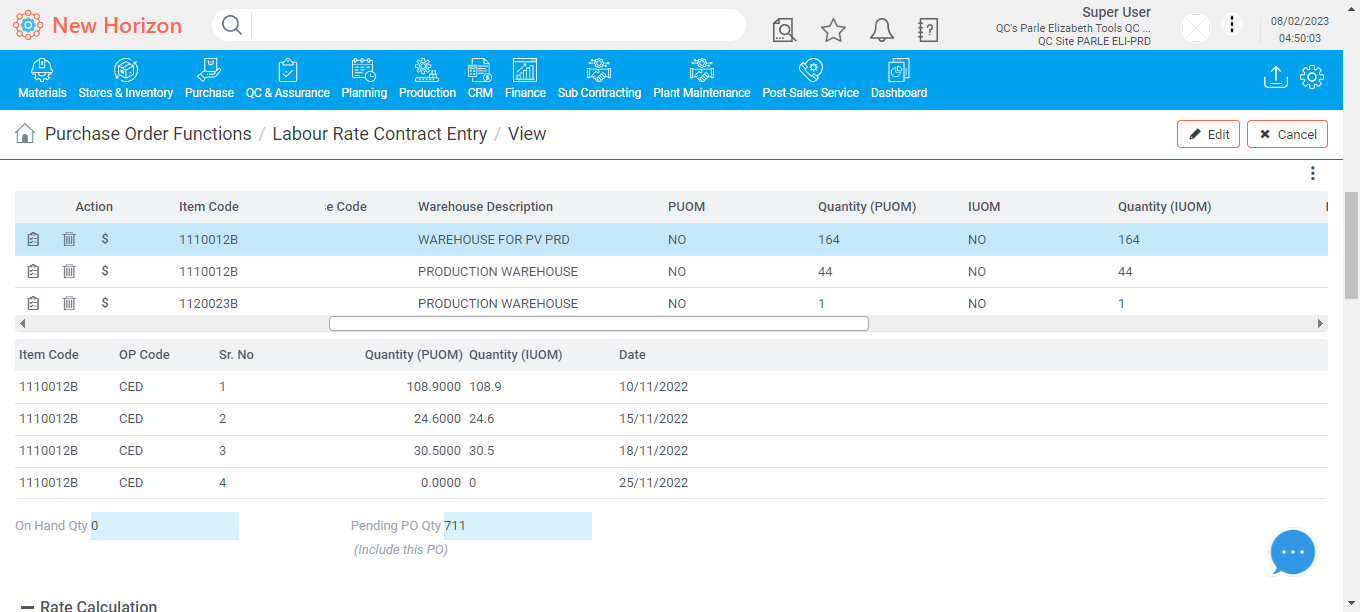 New Horizon
Super User
QC's Parle Elizabeth Tools QC ...
QC Site PARLE ELI-PRD
08/02/2023
04:50:03
Materials Stores & Inventory Purchase QC & Assurance Planning Production CRM Finance Sub Contracting Plant Maintenance Post-Sales Service Dashboard
Purchase Order Functions / Labour Rate Contract Entry / View
Edit Cancel
Action Item Code e Code Warehouse Description PUOM Quantity (PUOM) IUOM Quantity (IUOM)
$ 1110012B WAREHOUSE FOR PV PRD NO 164 NO 164
$ 1110012B PRODUCTION WAREHOUSE NO 44 NO 44
$ 1120023B PRODUCTION WAREHOUSE NO 1 NO 1
Item Code OP Code Sr. No Quantity (PUOM) Quantity (IUOM) Date
1110012B CED 1 108.9000 108.9 10/11/2022
1110012B CED 2 24.6000 24.6 15/11/2022
1110012B CED 3 30.5000 30.5 18/11/2022
1110012B CED 4 0.0000 0 25/11/2022
On Hand Qty 0 Pending PO Qty 711
(Include this PO)
Rate Calculation